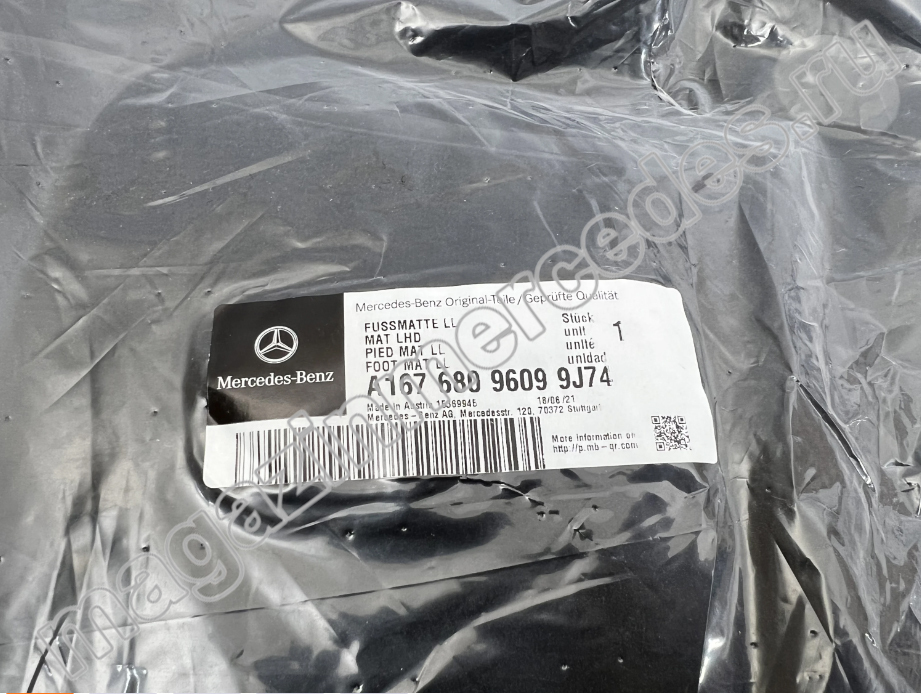 Mercedes-Benz Original-Teile / Geprüfte Qualität
FUSSMATTE LL
MAT LHD
PIED MAT LL
FOOT MAT LL
Stück
unit
unité
unidad
1
Mercedes-Benz
A167 680 9609 9J74
Made in Austria
18/06/21
Mercedes-Benz AG, Mercedesstr. 120, 70372 Stuttgart
More information on
http://p.mb-qr.com
magazinmercedes.ru